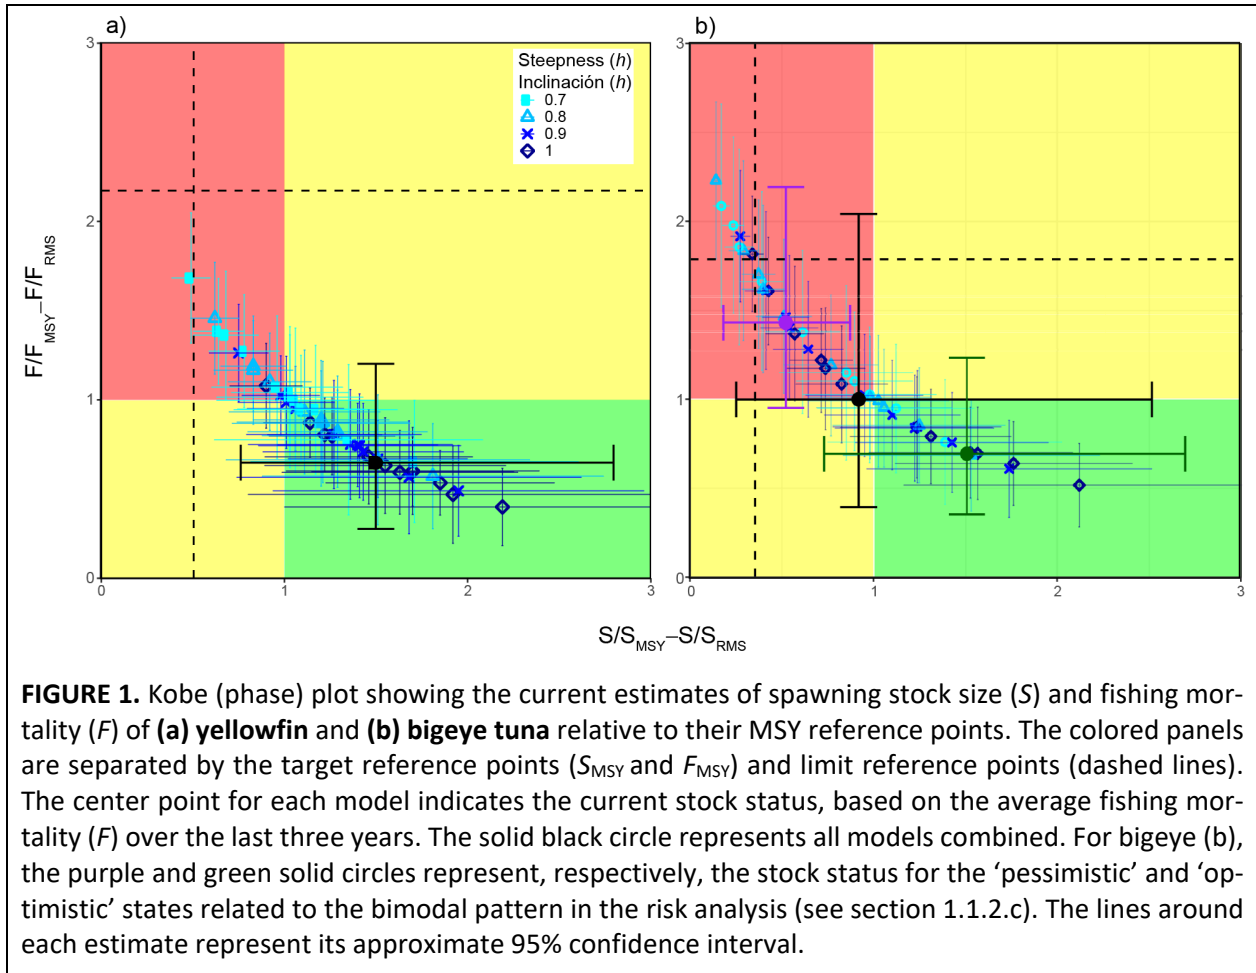 a)
b)
3
2
1
0
0
1
2
3
Steepness (h)
Inclinación (h)
0.7
0.8
0.9
1
3
2
1
0
0
1
2
3
F/FMSY–F/FRMS
S/SMSY–S/SRMS
FIGURE 1. Kobe (phase) plot showing the current estimates of spawning stock size (S) and fishing mor-
tality (F) of (a) yellowfin and (b) bigeye tuna relative to their MSY reference points. The colored panels
are separated by the target reference points (SMSY and FMSY) and limit reference points (dashed lines).
The center point for each model indicates the current stock status, based on the average fishing mor-
tality (F) over the last three years. The solid black circle represents all models combined. For bigeye (b),
the purple and green solid circles represent, respectively, the stock status for the ‘pessimistic’ and ‘op-
timistic’ states related to the bimodal pattern in the risk analysis (see section 1.1.2.c). The lines around
each estimate represent its approximate 95% confidence interval.